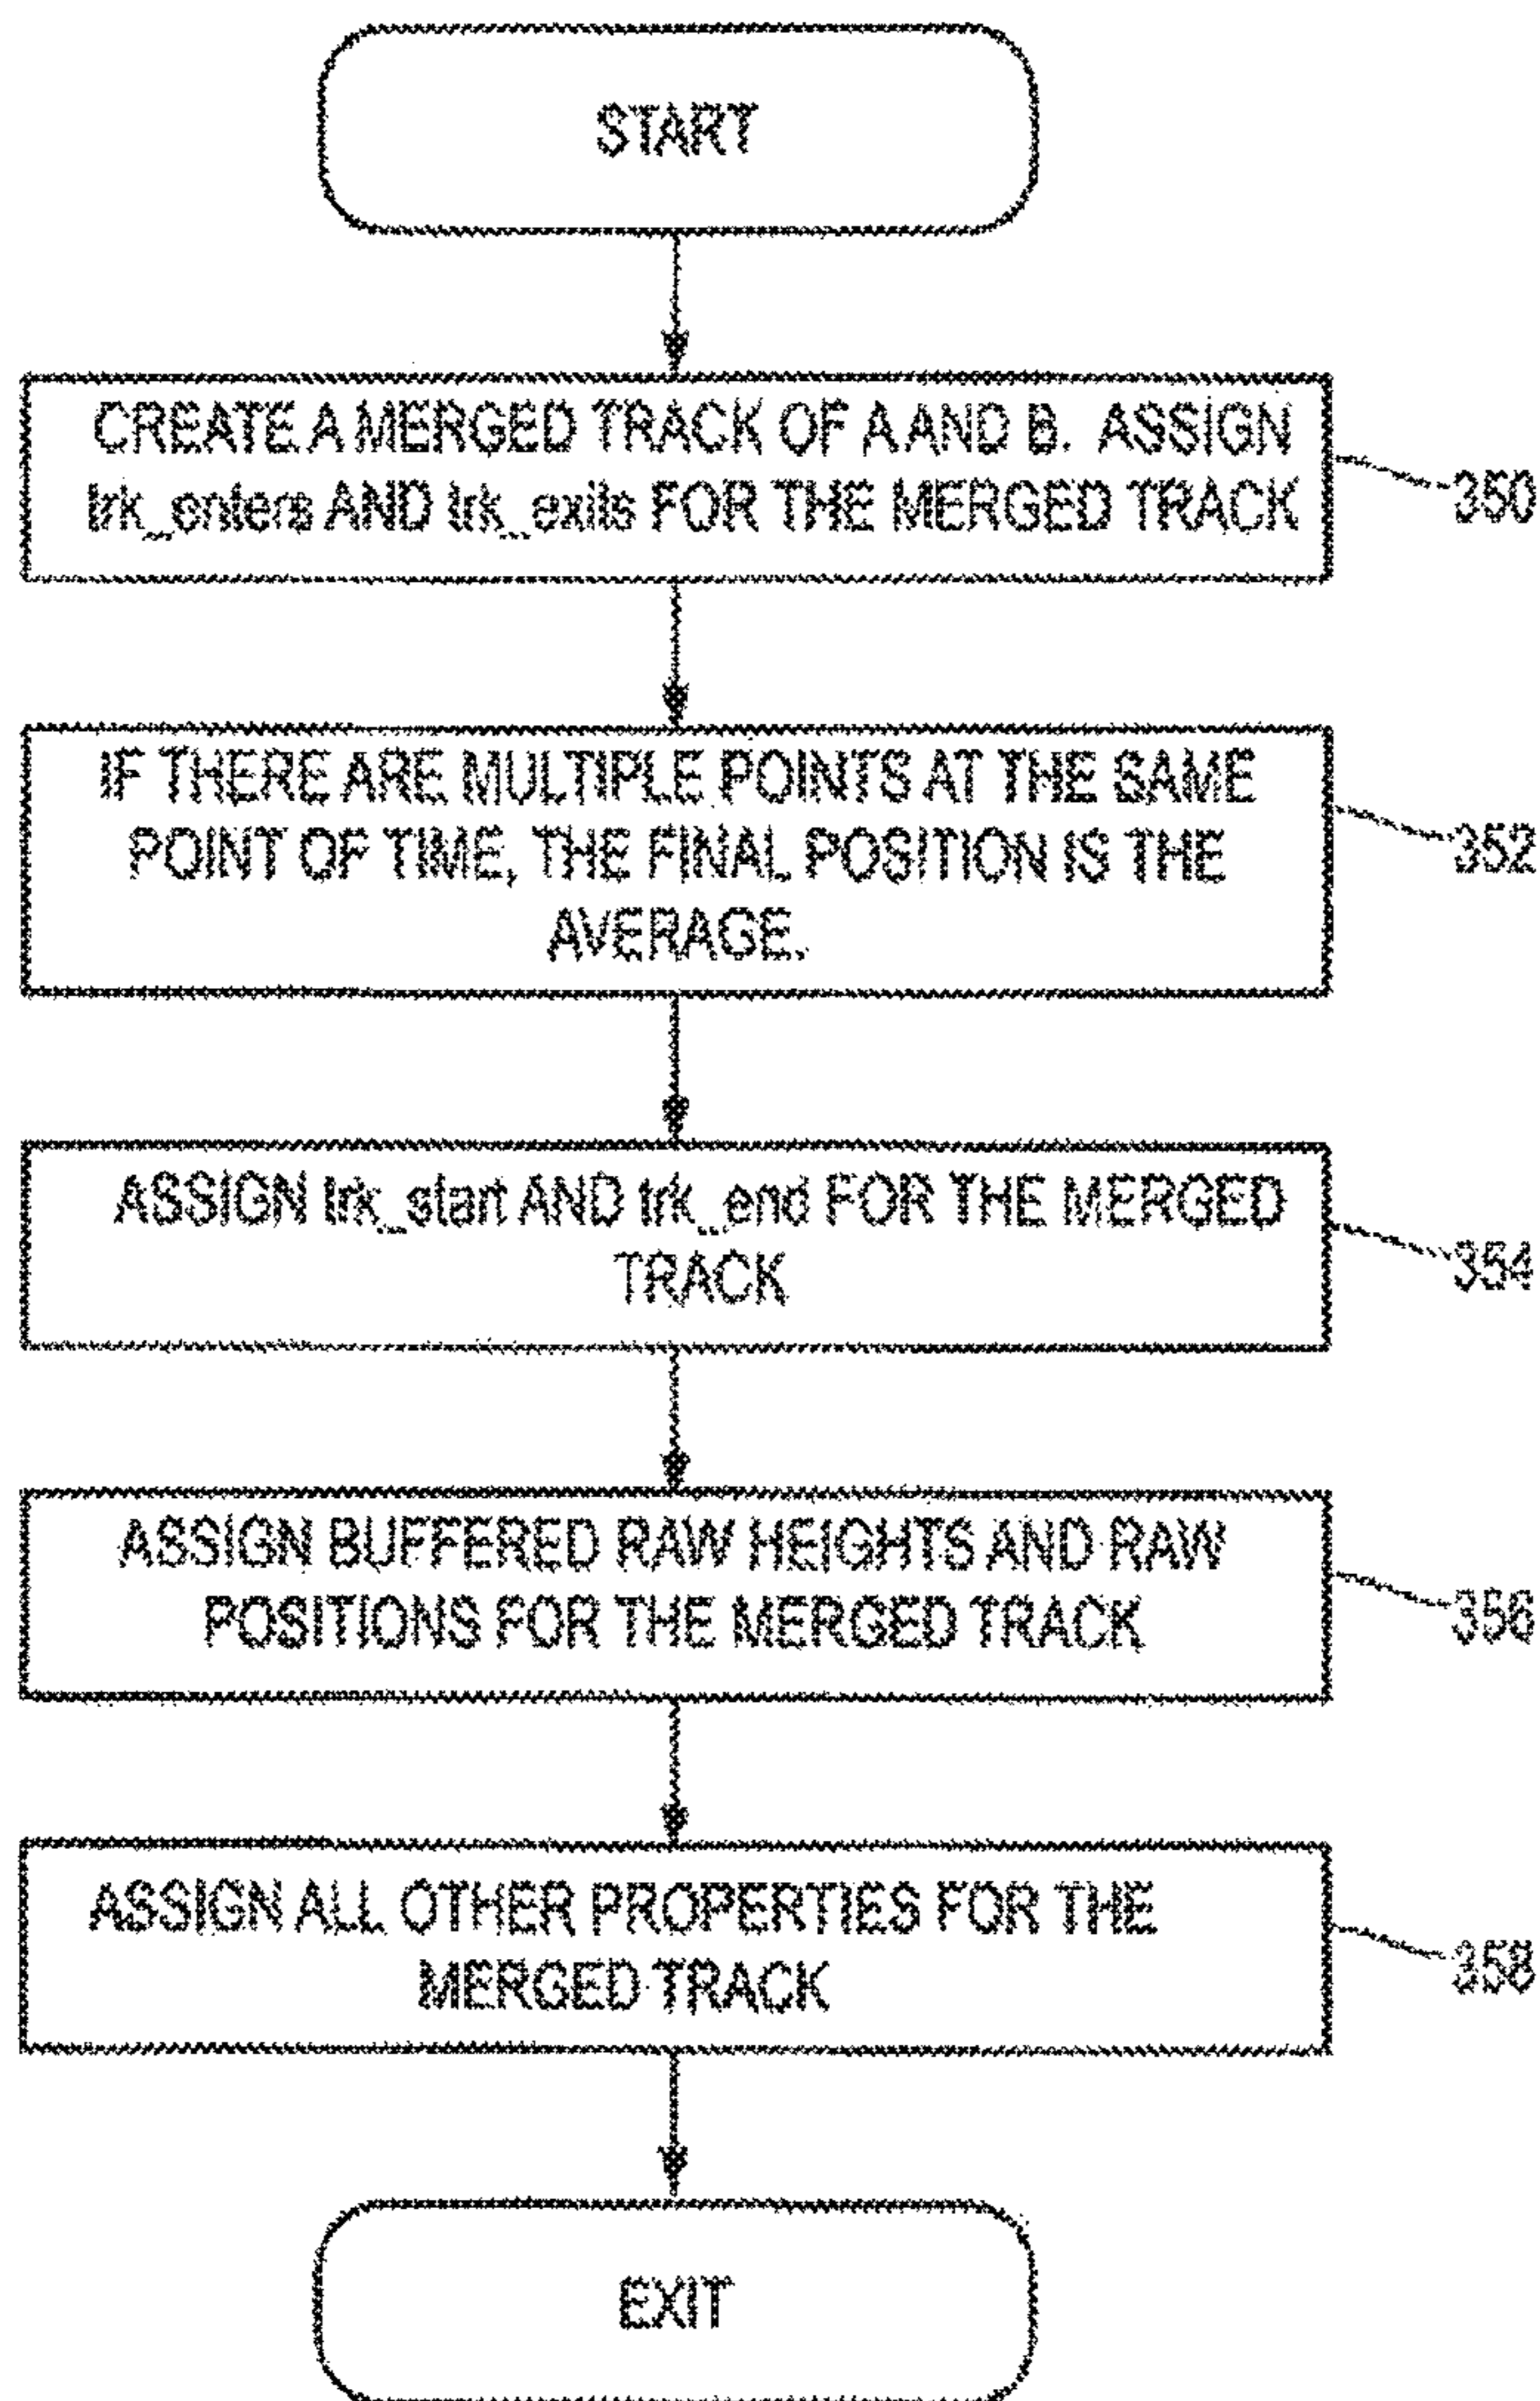 START
CREATE A MERGED TRACK OF A AND B. ASSIGN
trk_enters AND trk_exits FOR THE MERGED TRACK
350
IF THERE ARE MULTIPLE POINTS AT THE SAME
POINT OF TIME, THE FINAL POSITION IS THE
AVERAGE.
352
ASSIGN trk_start AND trk_end FOR THE MERGED
TRACK
354
ASSIGN BUFFERED RAW HEIGHTS AND RAW
POSITIONS FOR THE MERGED TRACK
356
ASSIGN ALL OTHER PROPERTIES FOR THE
MERGED TRACK
358
EXIT